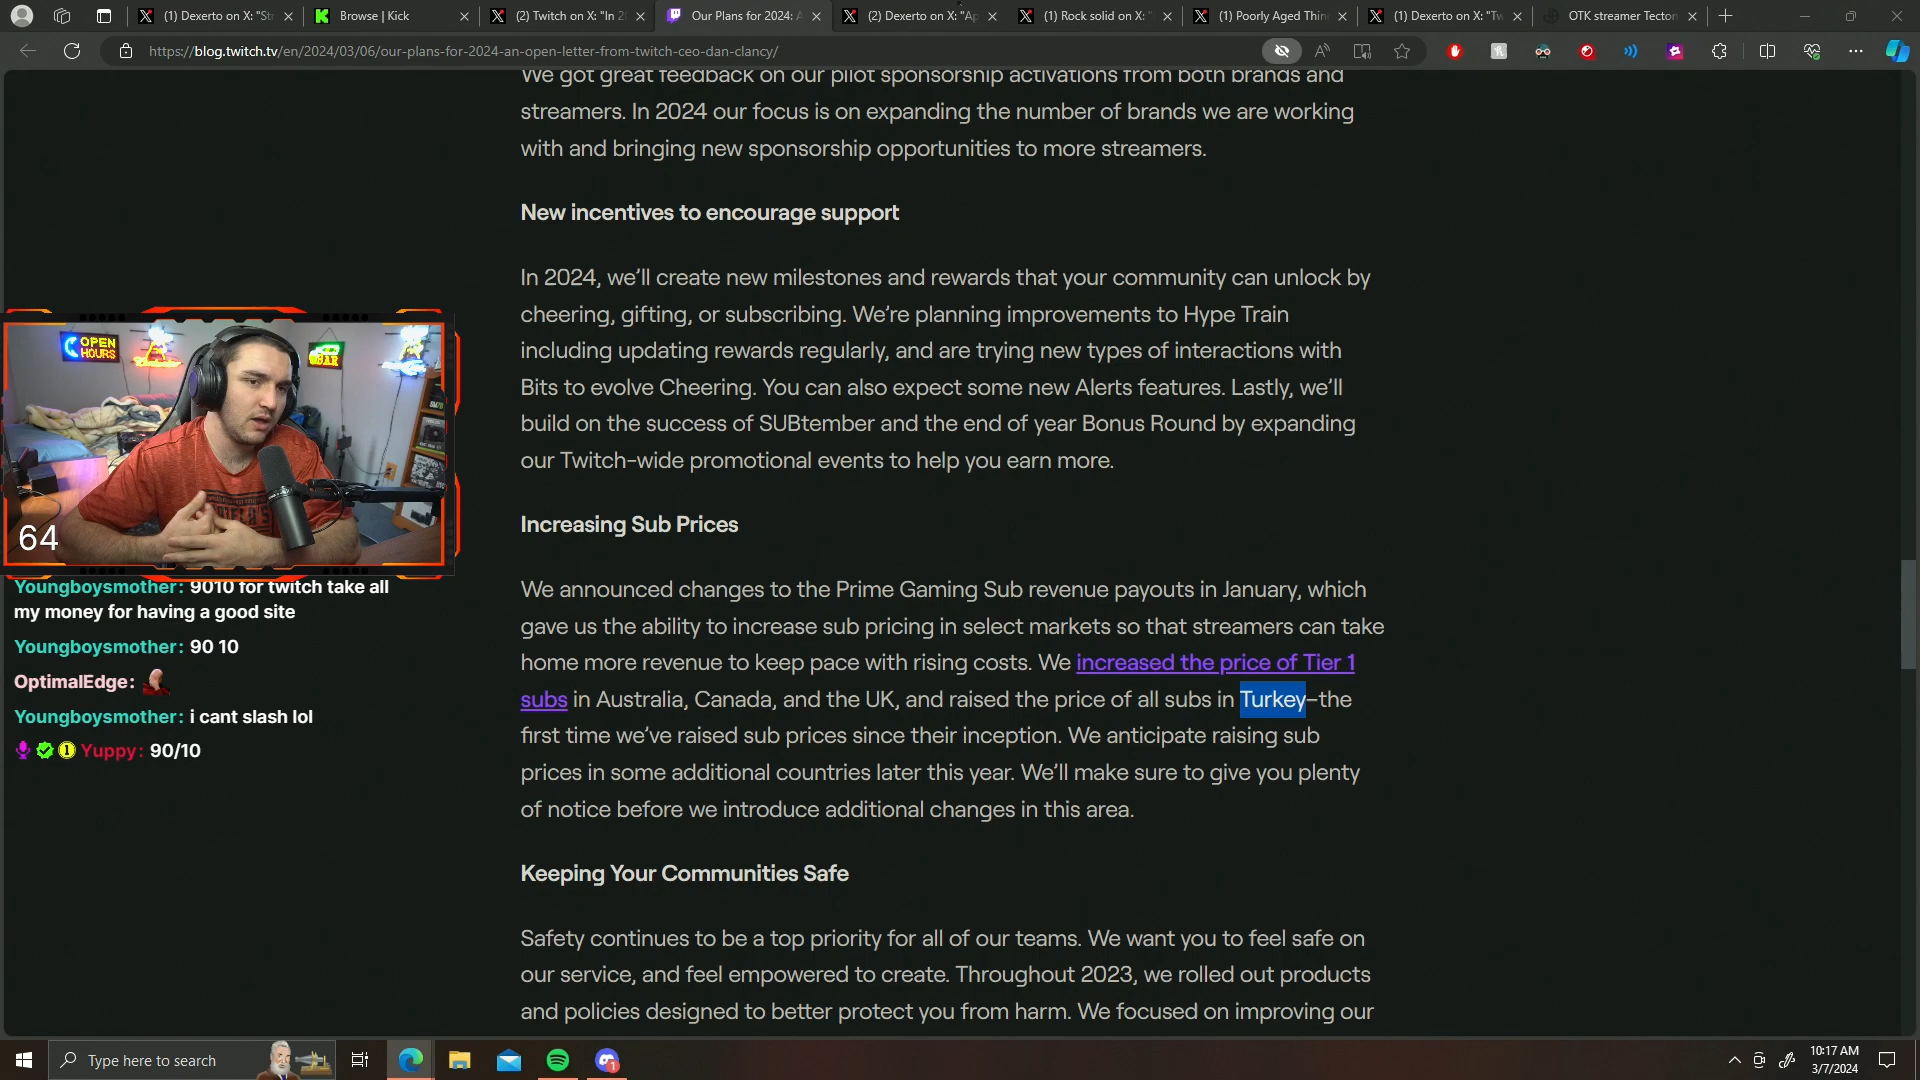 (1) Dexerto on X: "St
Browse | Kick
(2) Twitch on X: "In 2
Our Plans for 2024: A
(2) Dexerto on X: "Ap
(1) Rock solid on X: "
(1) Poorly Aged Thin
(1) Dexerto on X: "Tw
OTK streamer Tecton
https://blog.twitch.tv/en/2024/03/06/our-plans-for-2024-an-open-letter-from-twitch-ceo-dan-clancy/
We got great feedback on our pilot sponsorship activations from both brands and
streamers. In 2024 our focus is on expanding the number of brands we are working
with and bringing new sponsorship opportunities to more streamers.
New incentives to encourage support
In 2024, we'll create new milestones and rewards that your community can unlock by
cheering, gifting, or subscribing. We're planning improvements to Hype Train
including updating rewards regularly, and are trying new types of interactions with
Bits to evolve Cheering. You can also expect some new Alerts features. Lastly, we'll
build on the success of SUBtember and the end of year Bonus Round by expanding
our Twitch-wide promotional events to help you earn more.
Increasing Sub Prices
We announced changes to the Prime Gaming Sub revenue payouts in January, which
gave us the ability to increase sub pricing in select markets so that streamers can take
home more revenue to keep pace with rising costs. We increased the price of Tier 1
subs in Australia, Canada, and the UK, and raised the price of all subs in Turkey–the
first time we've raised sub prices since their inception. We anticipate raising sub
prices in some additional countries later this year. We'll make sure to give you plenty
of notice before we introduce additional changes in this area.
Keeping Your Communities Safe
Safety continues to be a top priority for all of our teams. We want you to feel safe on
our service, and feel empowered to create. Throughout 2023, we rolled out products
and policies designed to better protect you from harm. We focused on improving our
OPEN
HOURS
BAR
64
Youngboysmother: 9010 for twitch take all
my money for having a good site
Youngboysmother: 90 10
OptimalEdge:
Youngboysmother: i cant slash lol
Yuppy: 90/10
Type here to search
10:17 AM
3/7/2024